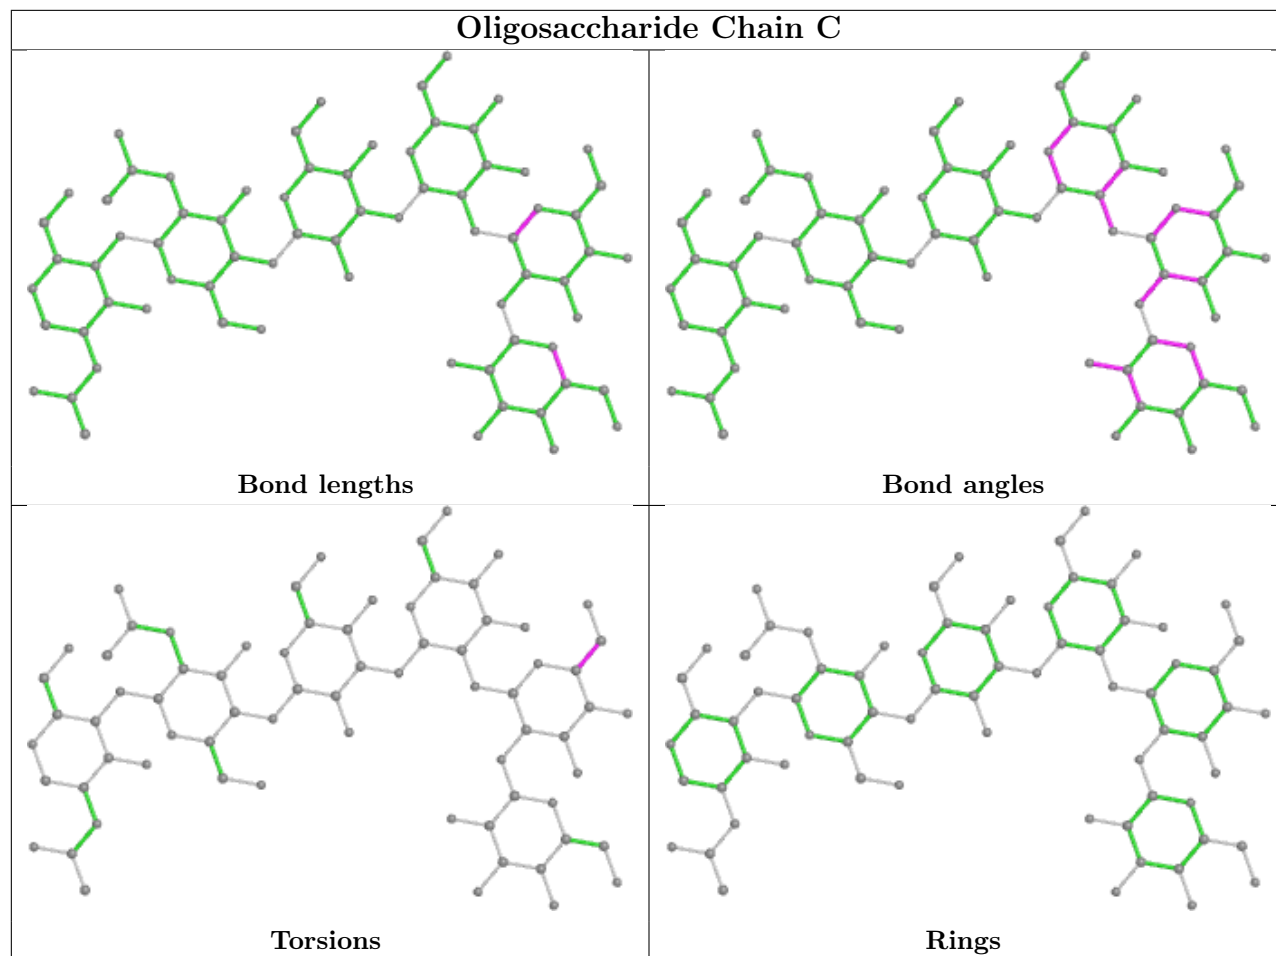 Oligosaccharide Chain C
Bond lengths
Bond angles
Torsions
Rings